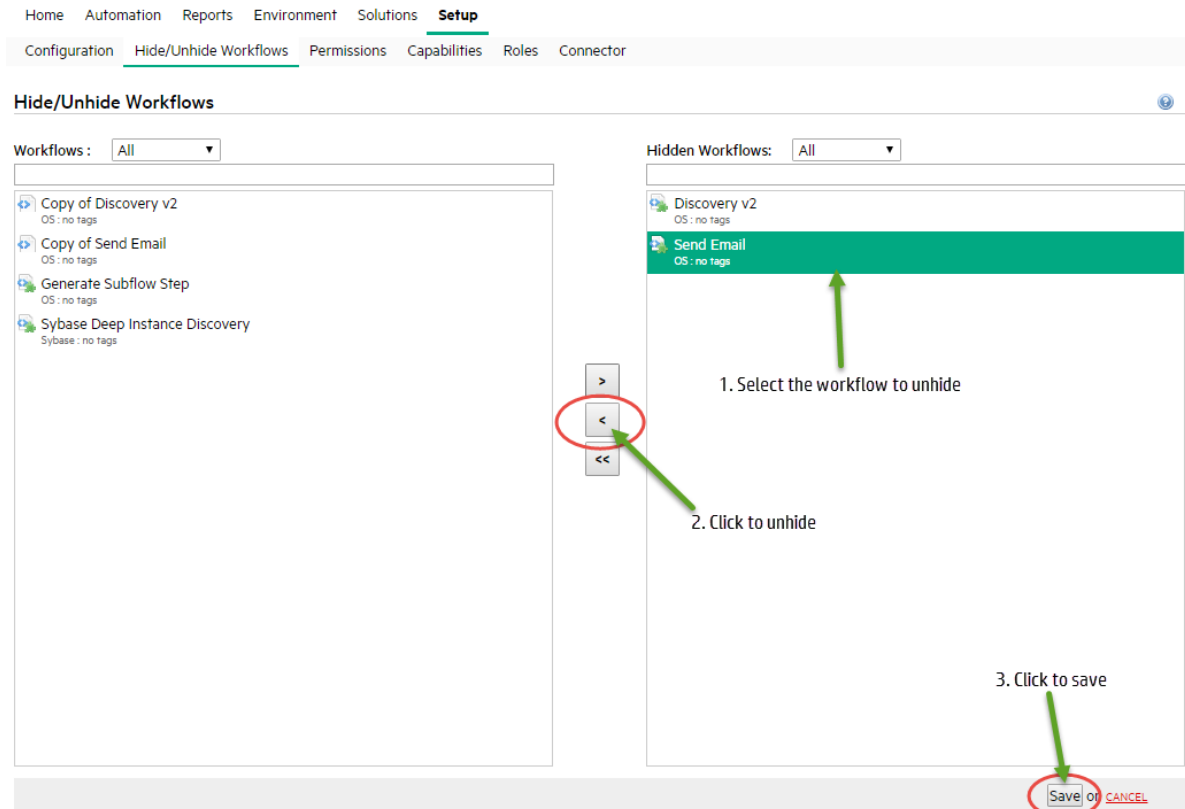 Home Automation Reports Environment Solutions Setup
Configuration Hide/Unhide Workflows Permissions Capabilities Roles Connector
Hide/Unhide Workflows
?
Workflows : All
Hidden Workflows: All
Copy of Discovery v2
OS : no tags
Copy of Send Email
OS : no tags
Generate Subflow Step
OS : no tags
Sybase Deep Instance Discovery
Sybase : no tags
Discovery v2
OS : no tags
Send Email
OS : no tags
>
<
<<
1. Select the workflow to unhide
2. Click to unhide
3. Click to save
Save or CANCEL